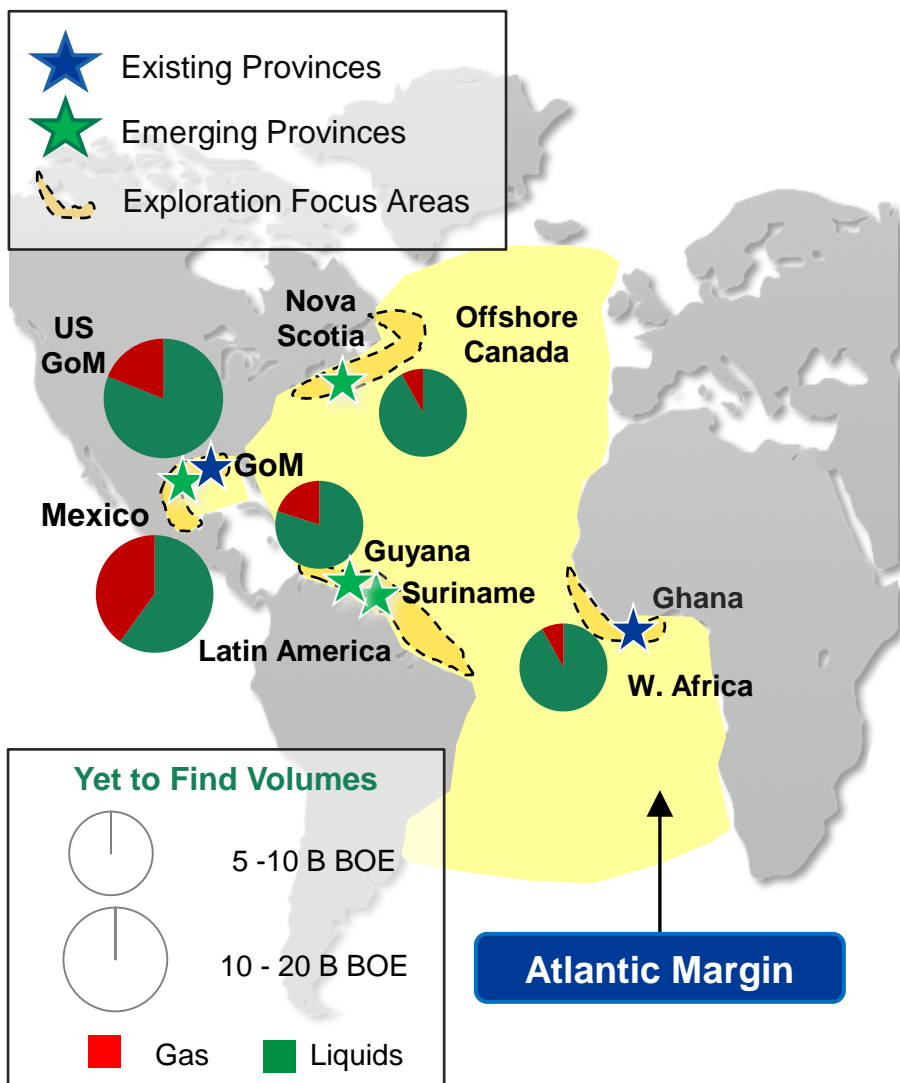 Existing Provinces
Emerging Provinces
Exploration Focus Areas
Nova
Scotia
Offshore
Canada
US
GoM
GoM
Mexico
Guyana
Suriname
Latin America
Ghana
W. Africa
Yet to Find Volumes
5 -10 B BOE
10 - 20 B BOE
Gas
Liquids
Atlantic Margin